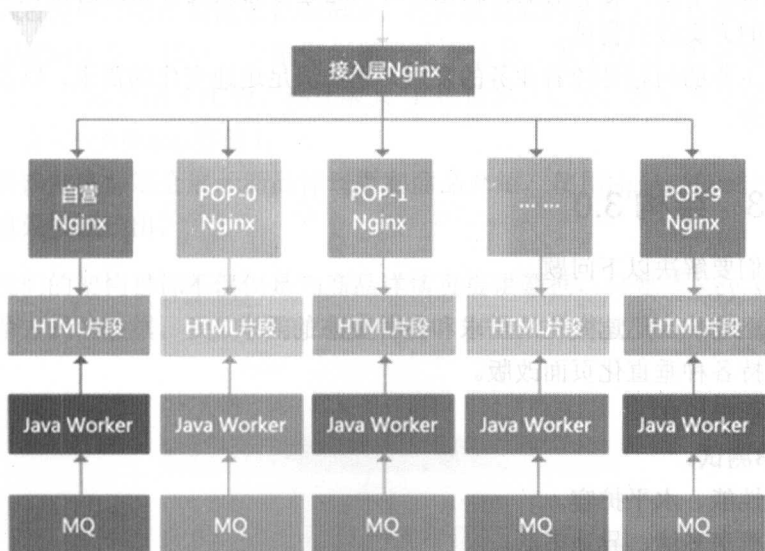 接入层Nginx
自营
Nginx
POP-0
Nginx
POP-1
Nginx
... ...
POP-9
Nginx
HTML片段
HTML片段
HTML片段
HTML片段
HTML片段
Java Worker
Java Worker
Java Worker
Java Worker
Java Worker
MQ
MQ
MQ
MQ
MQ